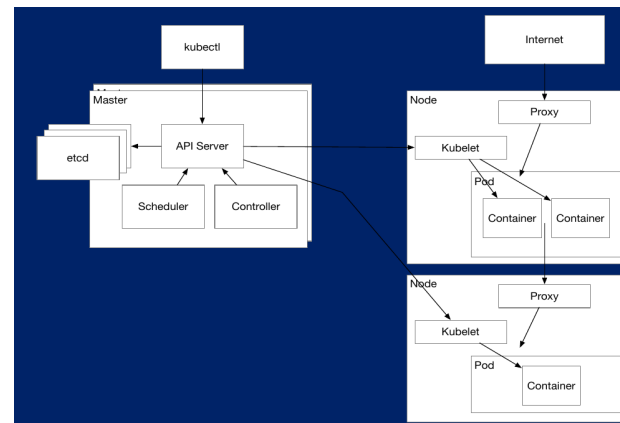 kubectl
Internet
Master
Node
Proxy
API Server
Kubelet
etcd
Pod
Scheduler
Controller
Container
Container
Node
Proxy
Kubelet
Pod
Container